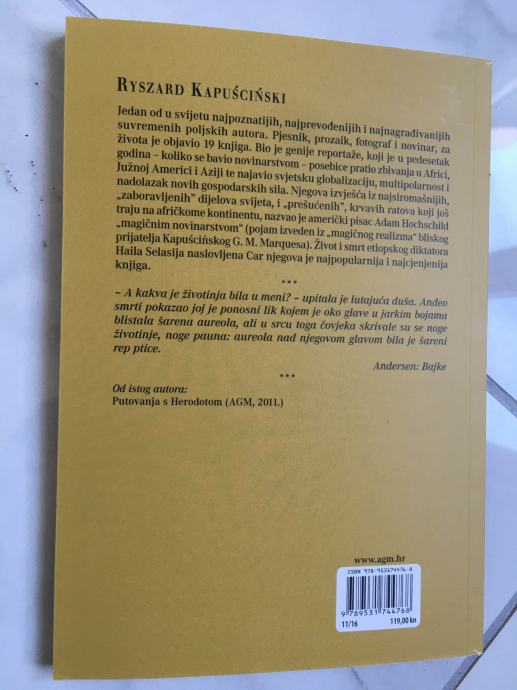 RYSZARD KAPUŚCIŃSKI
Jedan od u svijetu najpoznatijih, najprevođenijih i najnagrađivanijih
suvremenih poljskih autora. Pjesnik, prozaik, fotograf i novinar, za
života je objavio 19 knjiga. Bio je genije reportaže, koji je u pedesetak
godina – koliko se bavio novinarstvom – posebice pratio zbivanja u Africi,
Južnoj Americi i Aziji te najavio svjetsku globalizaciju, multipolarnost i
nadolazak novih gospodarskih sila. Njegova izvješća iz najsiromašnijih,
„zaboravljenih” dijelova svijeta, i „prešućenih”, krvavih ratova koji još
traju na afričkome kontinentu, nazvao je američki pisac Adam Hochschild
„magičnim novinarstvom” (pojam izveden iz „magičnog realizma” bliskog
prijatelja Kapuścińskog G. M. Marquesa). Život i smrt etiopskog diktatora
Haila Selasija naslovljena Car njegova je najpopularnija i najcjenjenija
knjiga.
***
– A kakva je životinja bila u meni? – upitala je lutajuća duša. Anđeo
smrti pokazao joj je ponosni lik kojem je oko glave u jarkim bojama
blistala šarena aureola, ali u srcu toga čovjeka skrivale su se noge
životinje, noge pauna: aureola nad njegovom glavom bila je šareni
rep ptice.
Andersen: Bajke
***
Od istog autora:
Putovanja s Herodotom (AGM, 2011.)
www.agm.hr
ISBN 978-953174476-8
9 789531 744768
11/16 119,00 kn